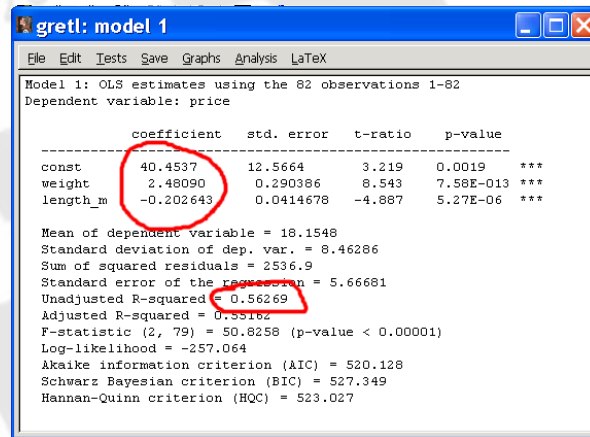 gretl: model 1
File Edit Tests Save Graphs Analysis LaTeX
Model 1: OLS estimates using the 82 observations 1-82
Dependent variable: price
coefficient std. error t-ratio p-value
const 40.4537 12.5664 3.219 0.0019 ***
weight 2.48090 0.290386 8.543 7.58E-013 ***
length_m -0.202643 0.0414678 -4.887 5.27E-06 ***
Mean of dependent variable = 18.1548
Standard deviation of dep. var. = 8.46286
Sum of squared residuals = 2536.9
Standard error of the regression = 5.66681
Unadjusted R-squared = 0.56269
Adjusted R-squared = 0.55162
F-statistic (2, 79) = 50.8258 (p-value < 0.00001)
Log-likelihood = -257.064
Akaike information criterion (AIC) = 520.128
Schwarz Bayesian criterion (BIC) = 527.349
Hannan-Quinn criterion (HQC) = 523.027